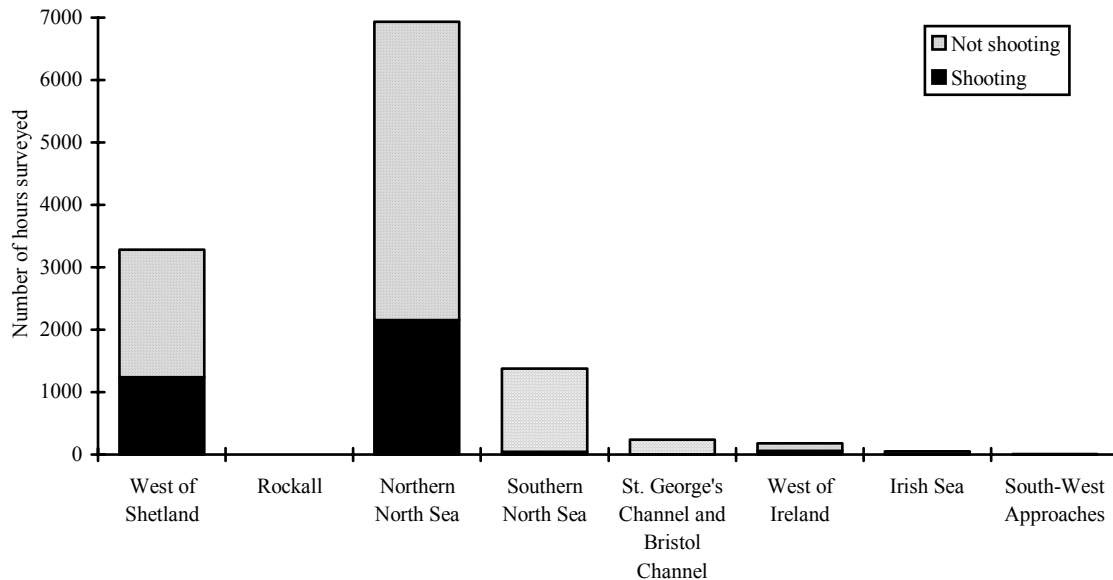 7000
6000
5000
4000
3000
2000
1000
0
Number of hours surveyed
Not shooting
Shooting
West of
Shetland
Rockall
Northern
North Sea
Southern
North Sea
St. George's
Channel and
Bristol
Channel
West of
Ireland
Irish Sea
South-West
Approaches